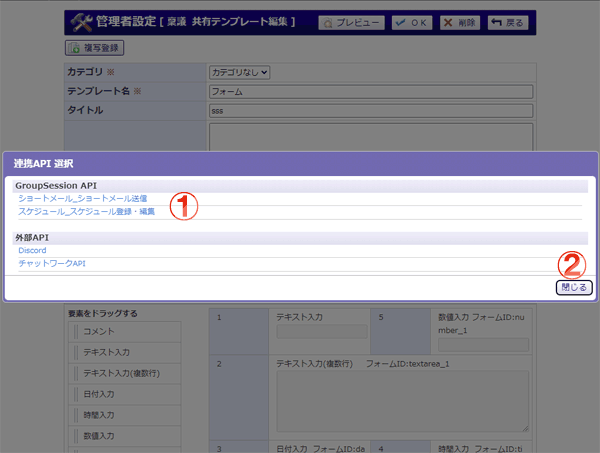 管理者設定 [ 稟議 共有テンプレート編集 ]
プレビュー
OK
削除
戻る
複写登録
カテゴリ ※
カテゴリなし
テンプレート名 ※
フォーム
タイトル
sss
連携API 選択
GroupSession API
ショートメール_ショートメール送信
スケジュール_スケジュール登録・編集
①
外部API
Discord
チャットワークAPI
②
閉じる
要素をドラッグする
コメント
テキスト入力
テキスト入力(複数行)
日付入力
時間入力
数値入力
1
テキスト入力
5
数値入力 フォームID:nu
mber_1
2
テキスト入力(複数行) フォームID:textarea_1
3
日付入力 フォームID:da
4
時間入力 フォームID:ti